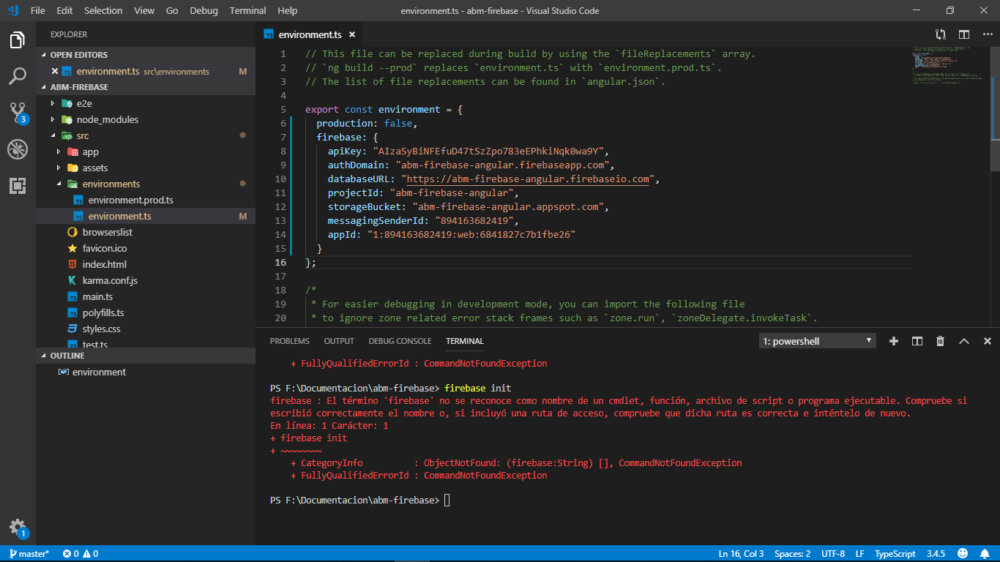 File Edit Selection View Go Debug Terminal Help
environment.ts - abm-firebase - Visual Studio Code
EXPLORER
OPEN EDITORS
environment.ts src\environments M
ABM-FIREBASE
e2e
node_modules
src
app
assets
environments
environment.prod.ts
environment.ts M
browserslist
favicon.ico
index.html
karma.conf.js
main.ts
polyfills.ts
styles.css
test.ts
OUTLINE
environment
3
1
environment.ts
1 // This file can be replaced during build by using the `fileReplacements` array.
2 // `ng build --prod` replaces `environment.ts` with `environment.prod.ts`.
3 // The list of file replacements can be found in `angular.json`.
4
5 export const environment = {
6 production: false,
7 firebase: {
8 apiKey: "AIzaSyBiNFEfuD47tSzZpo783eEPhkiNqk0wa9Y",
9 authDomain: "abm-firebase-angular.firebaseapp.com",
10 databaseURL: "https://abm-firebase-angular.firebaseio.com",
11 projectId: "abm-firebase-angular",
12 storageBucket: "abm-firebase-angular.appspot.com",
13 messagingSenderId: "894163682419",
14 appId: "1:894163682419:web:6841827c7b1fbe26"
15 }
16 };
17
18 /*
19 * For easier debugging in development mode, you can import the following file
20 * to ignore zone related error stack frames such as `zone.run`, `zoneDelegate.invokeTask`.
PROBLEMS OUTPUT DEBUG CONSOLE TERMINAL
1: powershell
+ FullyQualifiedErrorId : CommandNotFoundException
PS F:\Documentacion\abm-firebase> firebase init
firebase : El término 'firebase' no se reconoce como nombre de un cmdlet, función, archivo de script o programa ejecutable. Compruebe si
escribió correctamente el nombre o, si incluyó una ruta de acceso, compruebe que dicha ruta es correcta e inténtelo de nuevo.
En línea: 1 Carácter: 1
+ firebase init
+ ~~~~~~~~
+ CategoryInfo : ObjectNotFound: (firebase:String) [], CommandNotFoundException
+ FullyQualifiedErrorId : CommandNotFoundException
PS F:\Documentacion\abm-firebase>
master* 0 0 Ln 16, Col 3 Spaces: 2 UTF-8 LF TypeScript 3.4.5